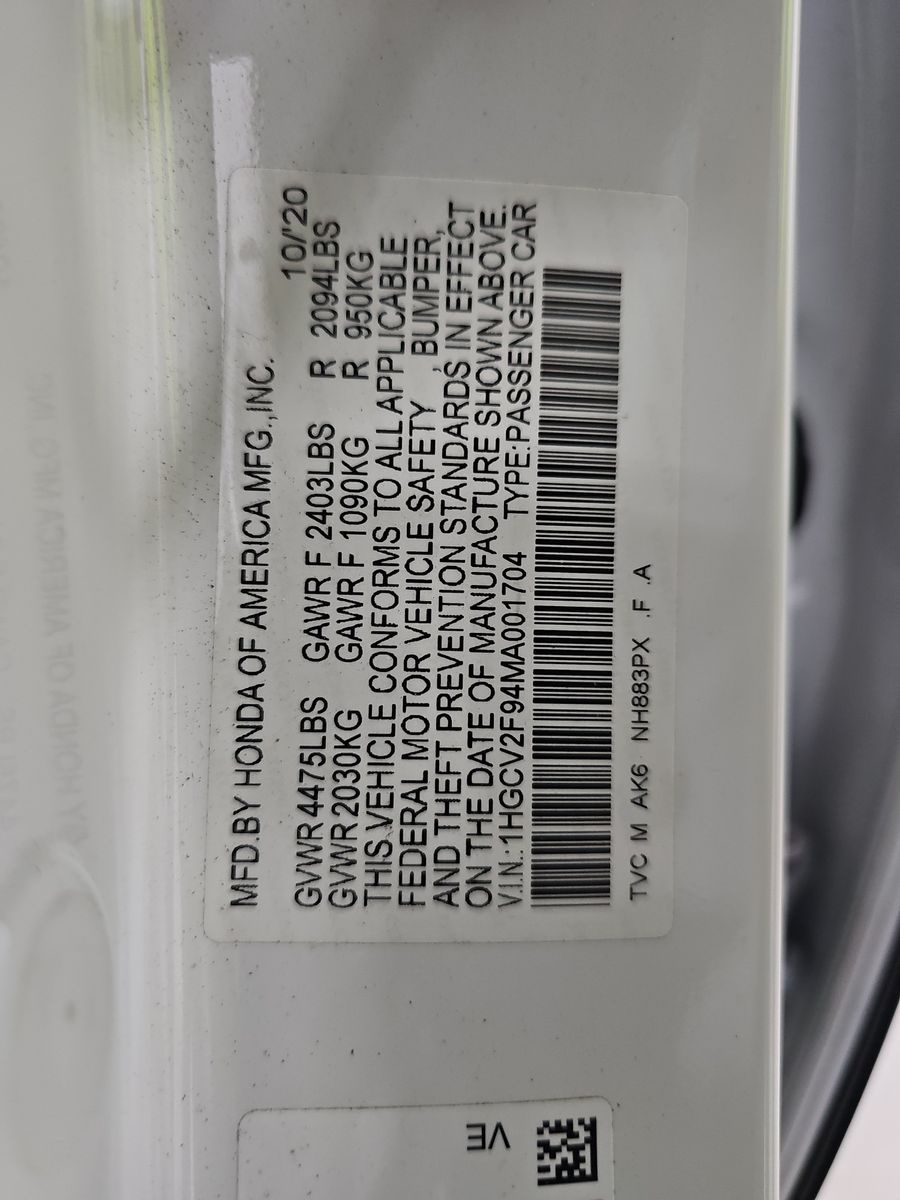 MFD.BY HONDA OF AMERICA MFG.,INC.
10/'20
GVWR 4475LBS GAWR F 2403LBS R 2094LBS
GVWR 2030KG GAWR F 1090KG R 950KG
THIS VEHICLE CONFORMS TO ALL APPLICABLE
FEDERAL MOTOR VEHICLE SAFETY , BUMPER,
AND THEFT PREVENTION STANDARDS, IN EFFECT
ON THE DATE OF MANUFACTURE SHOWN ABOVE.
V.I.N.:1HGCV2F94MA001704 TYPE:PASSENGER CAR
TVC M AK6 NH883PX .F .A
VE